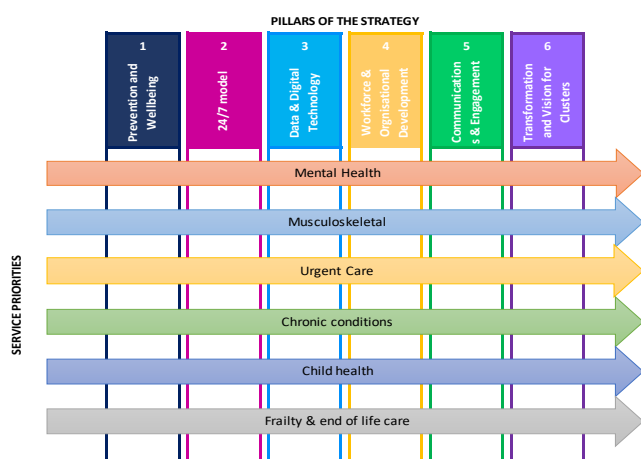 PILLARS OF THE STRATEGY
1
Prevention and
Wellbeing
2
24/7 model
3
Data & Digital
Technology
4
Workforce &
Orgnisational
Development
5
Communication
s & Engagement
6
Transformation
and Vision for
Clusters
SERVICE PRIORITIES
Mental Health
Musculoskeletal
Urgent Care
Chronic conditions
Child health
Frailty & end of life care